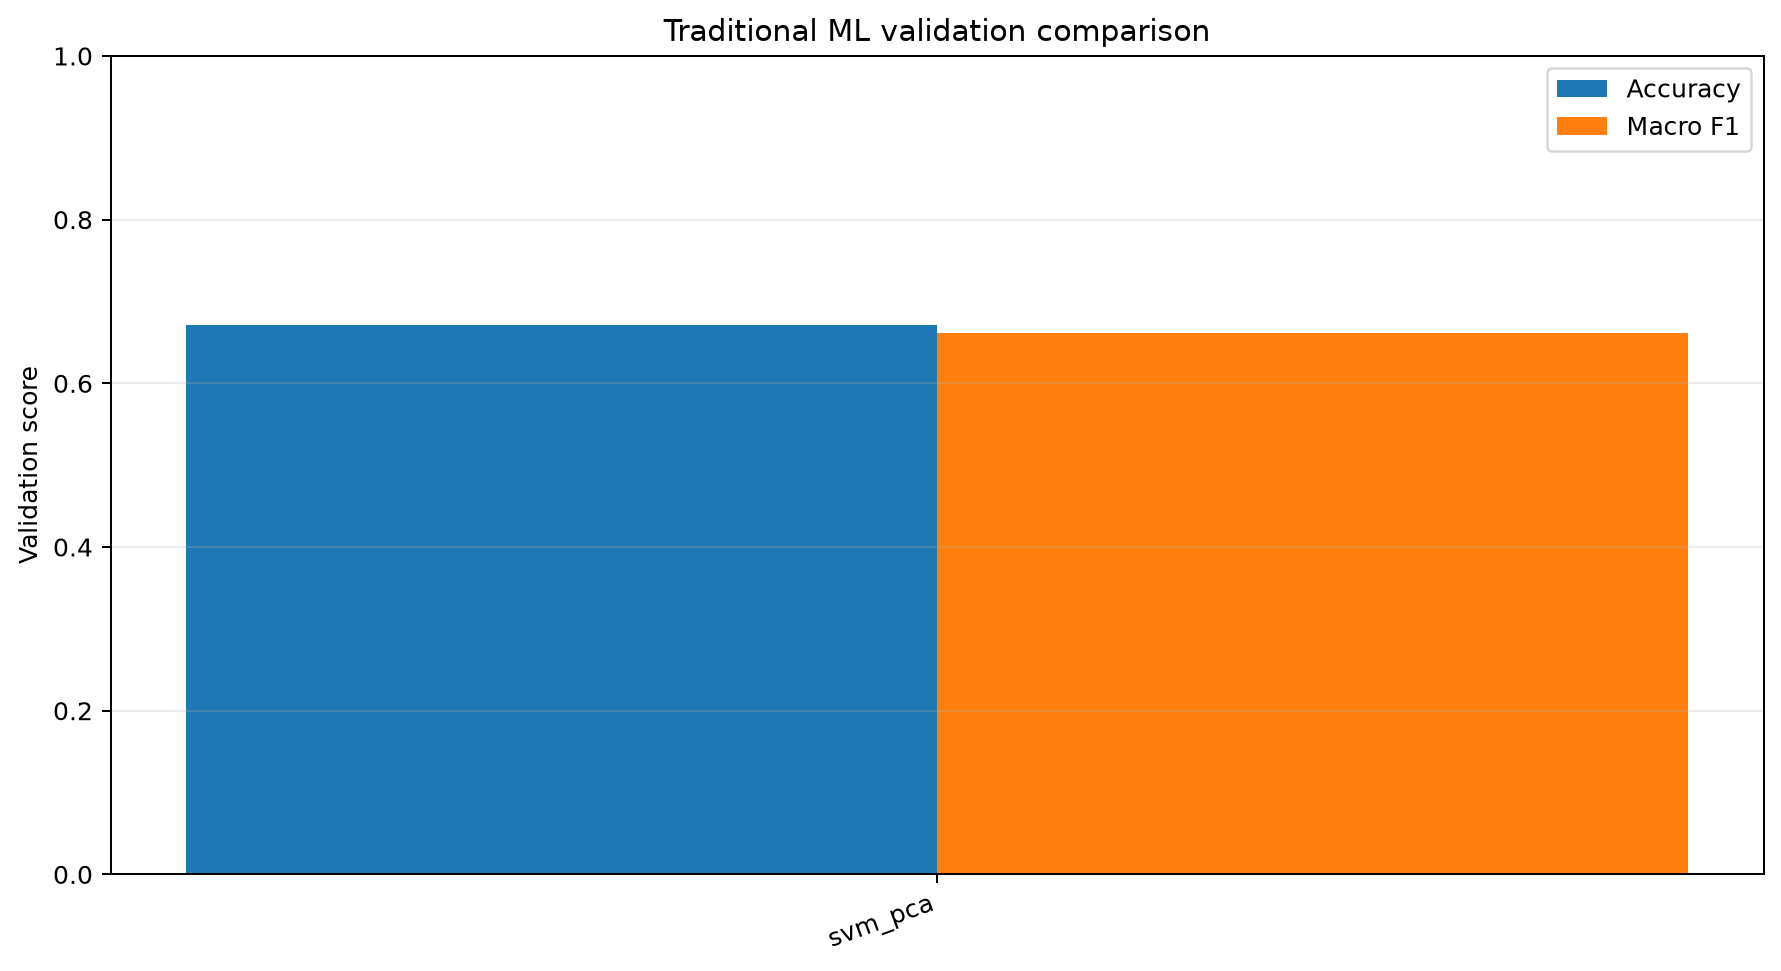 Traditional ML validation comparison
1.0
0.8
0.6
0.4
0.2
0.0
Validation score
Accuracy
Macro F1
svm_pca